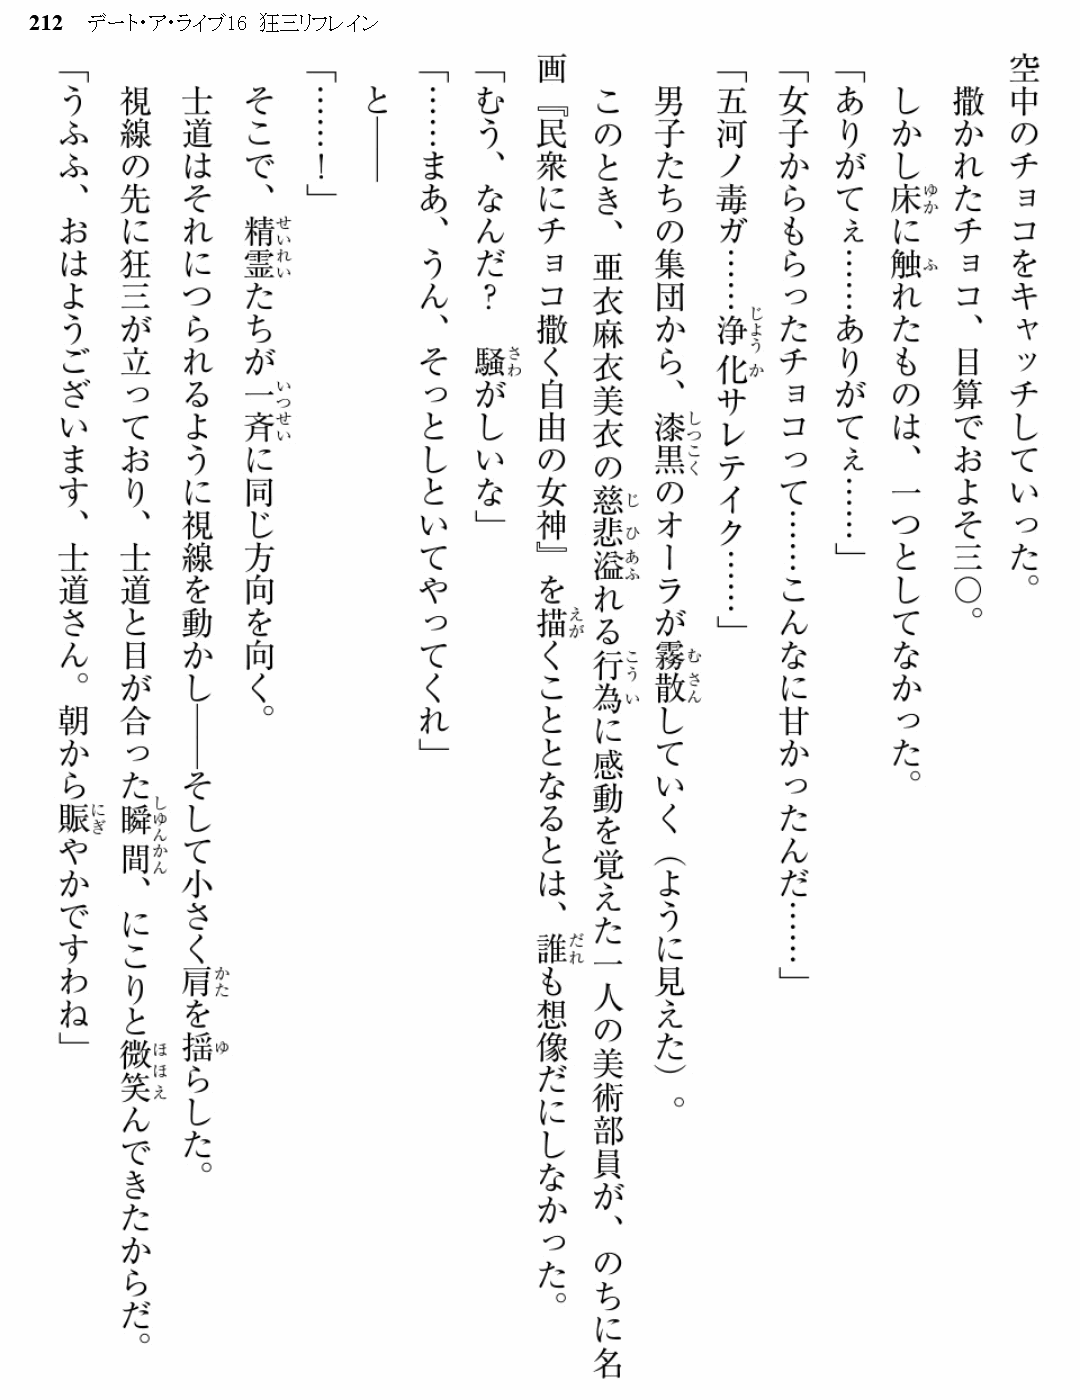 212 デート・ア・ライブ16 狂三リフレイン
空中のチョコをキャッチしていった。
撒かれたチョコ、目算でおよそ三〇。
しかし床に触れたものは、一つとしてなかった。
「ありがてぇ……ありがてぇ……」
「女子からもらったチョコって……こんなに甘かったんだ……」
「五河ノ毒ガ……浄化サレテイク……」
男子たちの集団から、漆黒のオーラが霧散していく（ように見えた）。
このとき、亜衣麻衣美衣の慈悲溢れる行為に感動を覚えた一人の美術部員が、のちに名
画『民衆にチョコ撒く自由の女神』を描くこととなるとは、誰も想像だにしなかった。
「むう、なんだ？　騒がしいな」
「……まあ、うん、そっとしといてやってくれ」
と――
「……！」
そこで、精霊たちが一斉に同じ方向を向く。
士道はそれにつられるように視線を動かし――そして小さく肩を揺らした。
視線の先に狂三が立っており、士道と目が合った瞬間、にこりと微笑んできたからだ。
「うふふ、おはようございます、士道さん。朝から賑やかですわね」